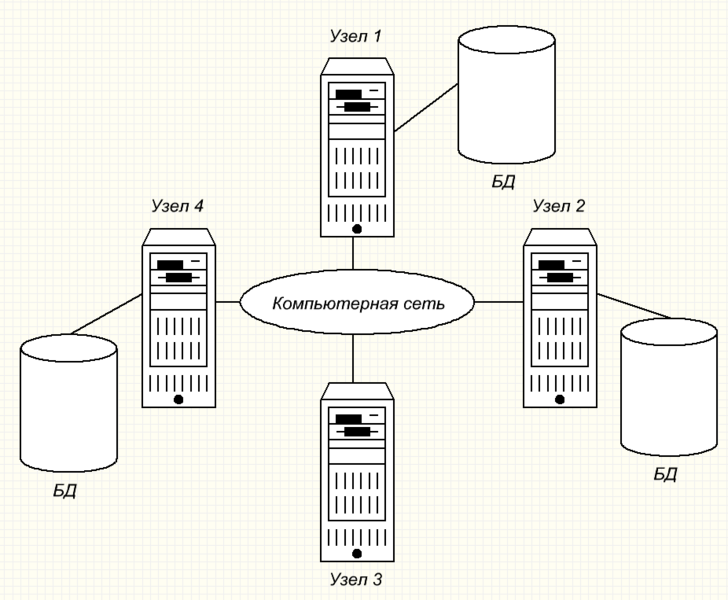 Узел 1
БД
Узел 4
Узел 2
Компьютерная сеть
БД
БД
Узел 3